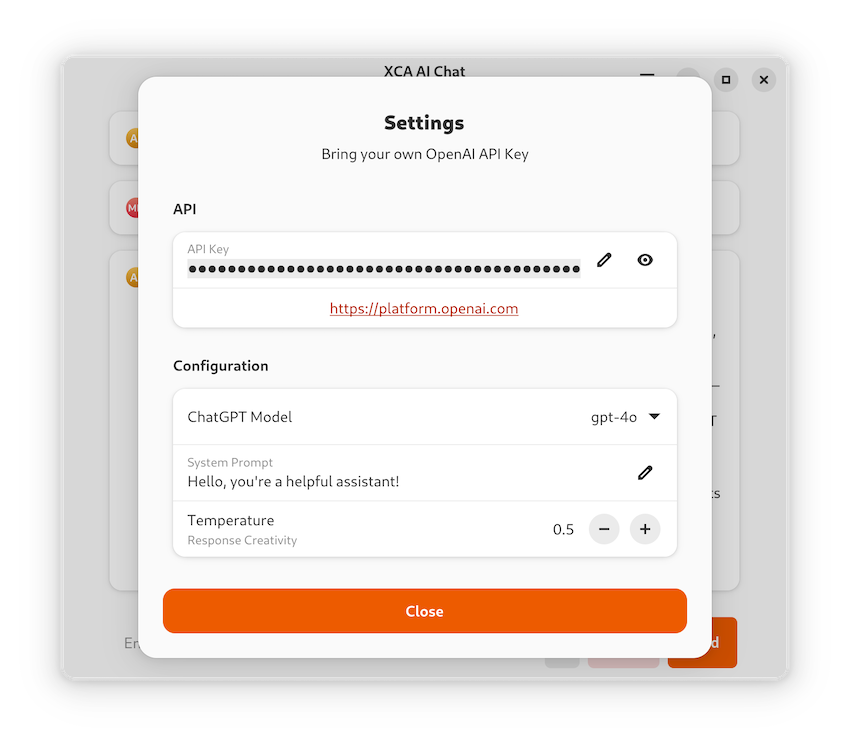 XCA AI Chat
Settings
Bring your own OpenAI API Key
API
API Key
●●●●●●●●●●●●●●●●●●●●●●●●●●●●●●●●●●●●●●●●
https://platform.openai.com
Configuration
ChatGPT Model
gpt-4o
System Prompt
Hello, you're a helpful assistant!
Temperature
0.5
Response Creativity
Close